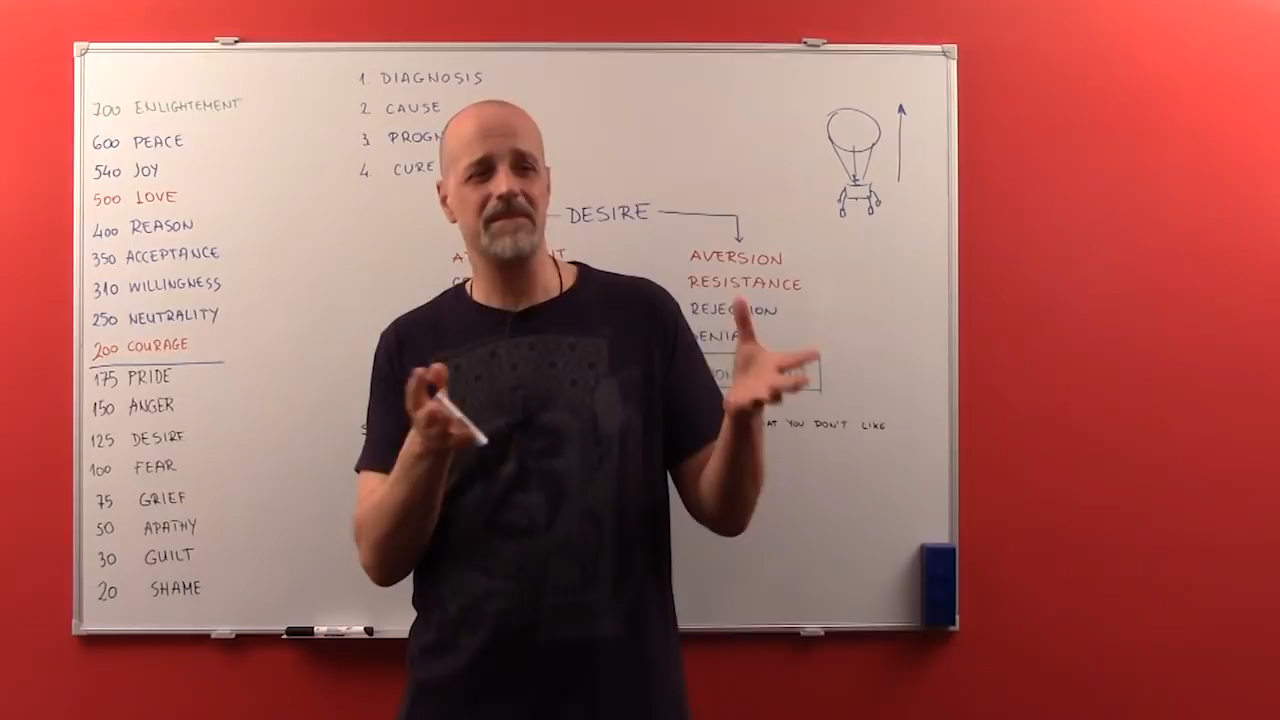 700 ENLIGHTEMENT
600 PEACE
540 JOY
500 LOVE
400 REASON
350 ACCEPTANCE
310 WILLINGNESS
250 NEUTRALITY
200 COURAGE
175 PRIDE
150 ANGER
125 DESIRE
100 FEAR
75 GRIEF
50 APATHY
30 GUILT
20 SHAME
1. DIAGNOSIS
2 CAUSE
3 PROGN
4. CURE
DESIRE
AVERSION
RESISTANCE
YOU DON'T LIKE